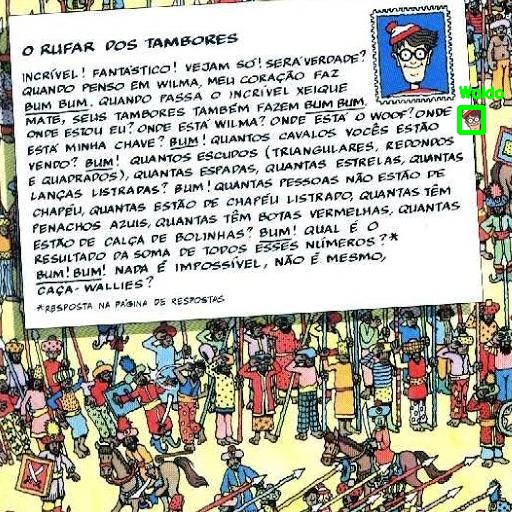 O RUFAR DOS TAMBORES
INCRÍVEL! FANTÁSTICO! VEJAM SÓ! SERÁ VERDADE?
QUANDO PENSO EM WILMA, MEU CORAÇÃO FAZ
BUM BUM. QUANDO PASSA O INCRÍVEL XEIQUE
MATE, SEUS TAMBORES TAMBÉM FAZEM BUM BUM.
ONDE ESTOU EU? ONDE ESTÁ WILMA? ONDE ESTÁ O WOOF? ONDE
ESTÁ MINHA CHAVE? BUM! QUANTOS CAVALOS VOCÊS ESTÃO
VENDO? BUM! QUANTOS ESCUDOS (TRIANGULARES, REDONDOS
E QUADRADOS), QUANTAS ESPADAS, QUANTAS ESTRELAS, QUANTAS
LANÇAS LISTRADAS? BUM! QUANTAS PESSOAS NÃO ESTÃO DE
CHAPÉU, QUANTAS ESTÃO DE CHAPÉU LISTRADO, QUANTAS TÊM
PENACHOS AZUIS, QUANTAS TÊM BOTAS VERMELHAS, QUANTAS
ESTÃO DE CALÇA DE BOLINHAS? BUM! QUAL É O
RESULTADO DA SOMA DE TODOS ESSES NÚMEROS?*
BUM! BUM! NADA É IMPOSSÍVEL, NÃO É MESMO,
CAÇA-WALLIES?
*RESPOSTA NA PÁGINA DE RESPOSTAS
Waldo